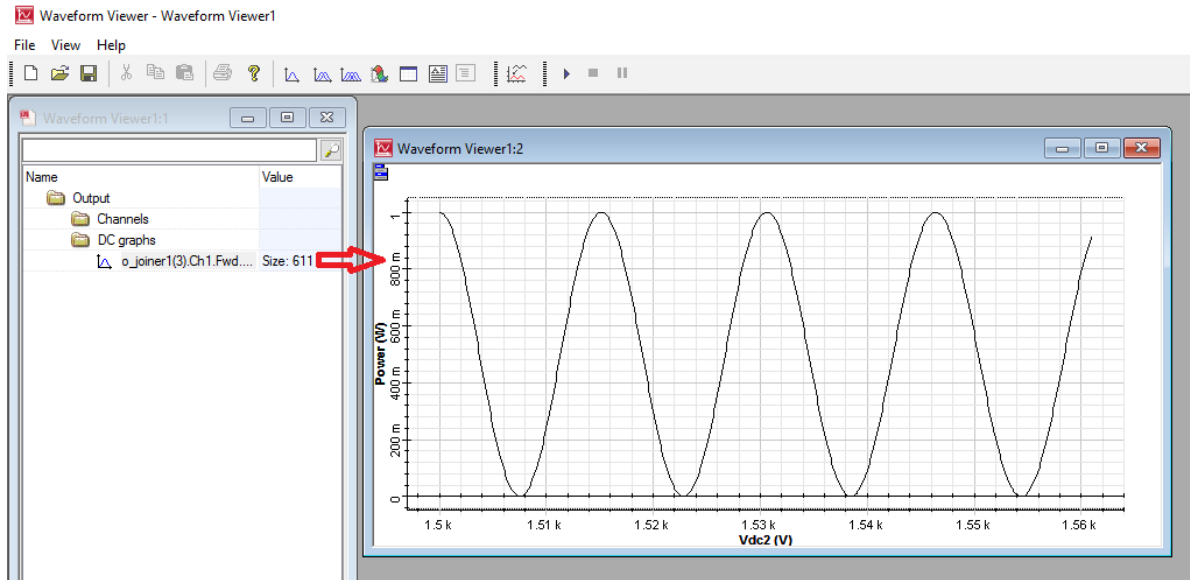 Waveform Viewer - Waveform Viewer1
File View Help
Waveform Viewer1:1
Name Value
Output
Channels
DC graphs
o_joiner1(3).Ch1.Fwd.... Size: 611
Waveform Viewer1:2
Power (W)
1
800 m
600 m
400 m
200 m
0
1.5 k 1.51 k 1.52 k 1.53 k 1.54 k 1.55 k 1.56 k
Vdc2 (V)